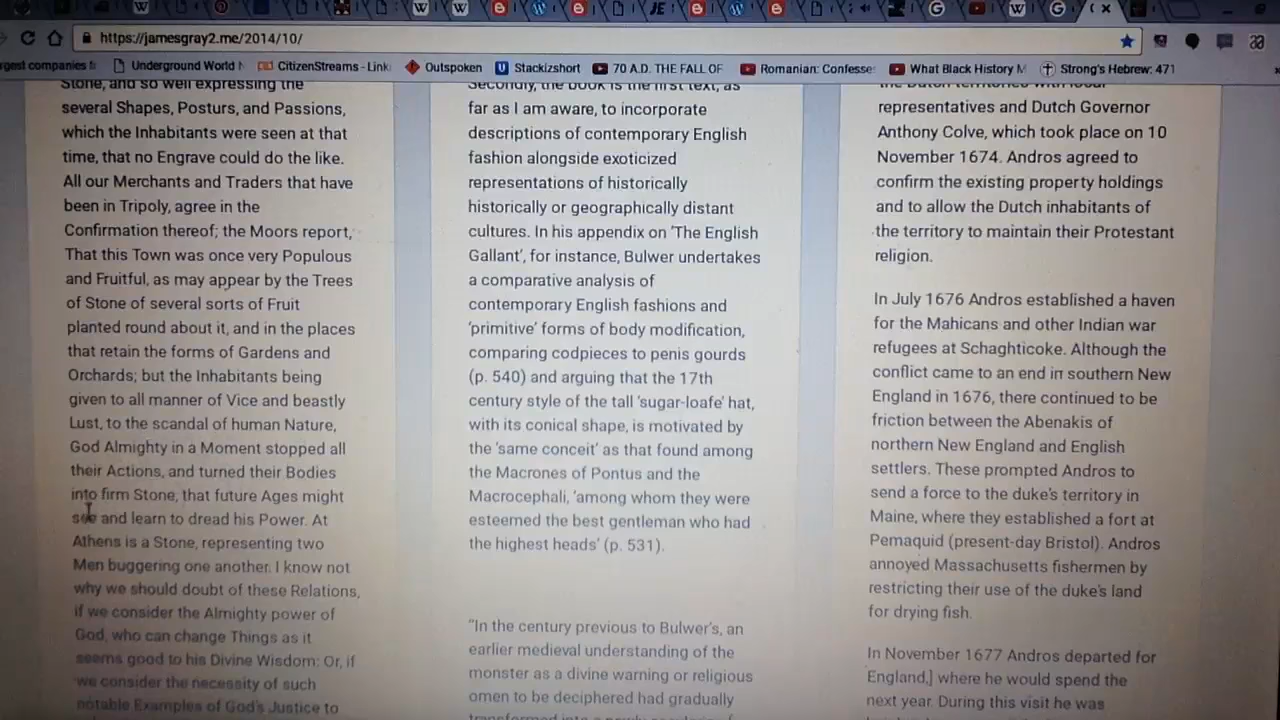 https://jamesgray2.me/2014/10/
rgest companies
Underground World
CitizenStreams - Link
Outspoken
Stackizshort
70 A.D. THE FALL OF
Romanian: Confesse
What Black History M
Strong's Hebrew: 471
Stone, and so well expressing the
several Shapes, Posturs, and Passions,
which the Inhabitants were seen at that
time, that no Engrave could do the like.
All our Merchants and Traders that have
been in Tripoly, agree in the
Confirmation thereof; the Moors report,
That this Town was once very Populous
and Fruitful, as may appear by the Trees
of Stone of several sorts of Fruit
planted round about it, and in the places
that retain the forms of Gardens and
Orchards; but the Inhabitants being
given to all manner of Vice and beastly
Lust, to the scandal of human Nature,
God Almighty in a Moment stopped all
their Actions, and turned their Bodies
into firm Stone, that future Ages might
see and learn to dread his Power. At
Athens is a Stone, representing two
Men buggering one another. I know not
why we should doubt of these Relations,
if we consider the Almighty power of
God, who can change Things as it
seems good to his Divine Wisdom: Or, if
we consider the necessity of such
notable Examples of God's Justice to
Secondly, the book is the first text, as
far as I am aware, to incorporate
descriptions of contemporary English
fashion alongside exoticized
representations of historically
historically or geographically distant
cultures. In his appendix on 'The English
Gallant', for instance, Bulwer undertakes
a comparative analysis of
contemporary English fashions and
'primitive' forms of body modification,
comparing codpieces to penis gourds
(p. 540) and arguing that the 17th
century style of the tall 'sugar-loafe' hat,
with its conical shape, is motivated by
the 'same conceit' as that found among
the Macrones of Pontus and the
Macrocephali, 'among whom they were
esteemed the best gentleman who had
the highest heads' (p. 531).
"In the century previous to Bulwer's, an
earlier medieval understanding of the
monster as a divine warning or religious
omen to be deciphered had gradually
the Dutch territories with local
representatives and Dutch Governor
Anthony Colve, which took place on 10
November 1674. Andros agreed to
confirm the existing property holdings
and to allow the Dutch inhabitants of
the territory to maintain their Protestant
religion.
In July 1676 Andros established a haven
for the Mahicans and other Indian war
refugees at Schaghticoke. Although the
conflict came to an end in southern New
England in 1676, there continued to be
friction between the Abenakis of
northern New England and English
settlers. These prompted Andros to
send a force to the duke's territory in
Maine, where they established a fort at
Pemaquid (present-day Bristol). Andros
annoyed Massachusetts fishermen by
restricting their use of the duke's land
for drying fish.
In November 1677 Andros departed for
England,] where he would spend the
next year. During this visit he was